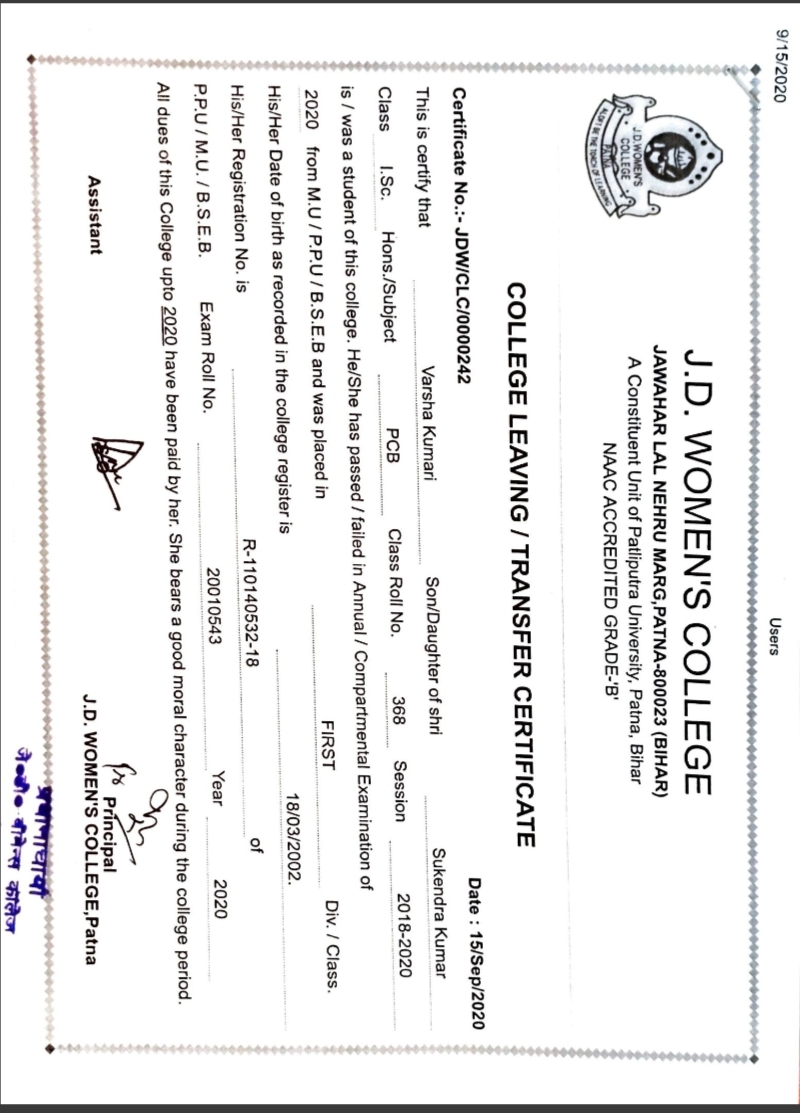 9/15/2020 Users
J.D. WOMEN'S COLLEGE
PATNA
A LIGHT BE THE TORCH OF LEARNING
J.D. WOMEN'S COLLEGE
JAWAHAR LAL NEHRU MARG,PATNA-800023 (BIHAR)
A Constituent Unit of Patliputra University, Patna, Bihar
NAAC ACCREDITED GRADE-'B'
COLLEGE LEAVING / TRANSFER CERTIFICATE
Certificate No.:- JDW/CLC/0000242 Date : 15/Sep/2020
This is certify that Varsha Kumari Son/Daughter of shri Sukendra Kumar
Class I.Sc. Hons./Subject PCB Class Roll No. 368 Session 2018-2020
is / was a student of this college. He/She has passed / failed in Annual / Compartmental Examination of
2020 from M.U / P.P.U / B.S.E.B and was placed in FIRST Div. / Class.
His/Her Date of birth as recorded in the college register is 18/03/2002.
His/Her Registration No. is R-110140532-18 of
P.P.U / M.U. / B.S.E.B. Exam Roll No. 20010543 Year 2020
All dues of this College upto 2020 have been paid by her. She bears a good moral character during the college period.
Assistant Principal
J.D. WOMEN'S COLLEGE,Patna
प्रधानाचार्या
जे०डी० वीमेन्स कॉलेज